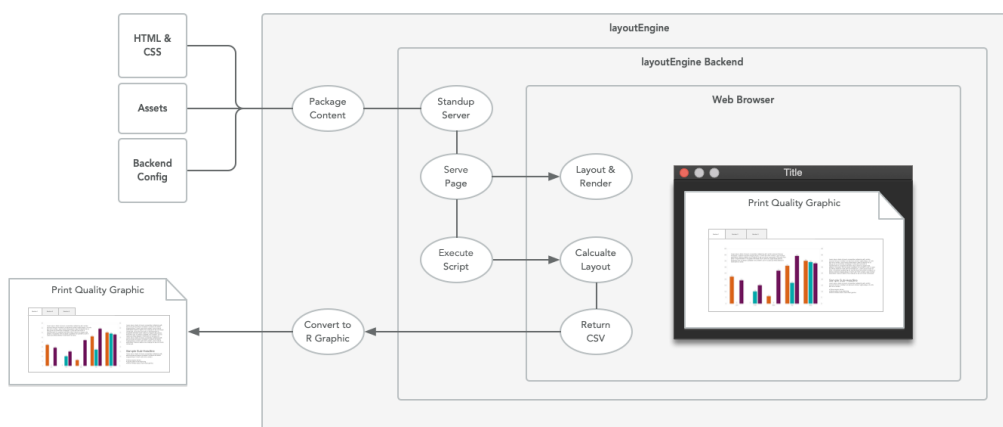 layoutEngine
HTML &
CSS
layoutEngine Backend
Web Browser
Assets
Package
Content
Standup
Server
Backend
Config
Serve
Page
Layout &
Render
Title
Print Quality Graphic
Execute
Script
Calcualte
Layout
Print Quality Graphic
Convert to
R Graphic
Return
CSV